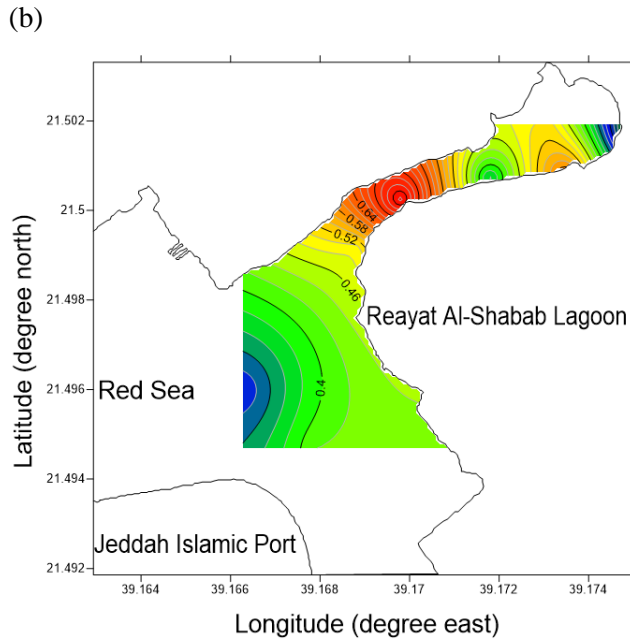 (b)
21.502
21.5
0.64
0.58
0.52
21.498
0.46
Reayat Al-Shabab Lagoon
Latitude (degree north)
21.496
Red Sea
0.4
21.494
Jeddah Islamic Port
21.492
39.164 39.166 39.168 39.17 39.172 39.174
Longitude (degree east)